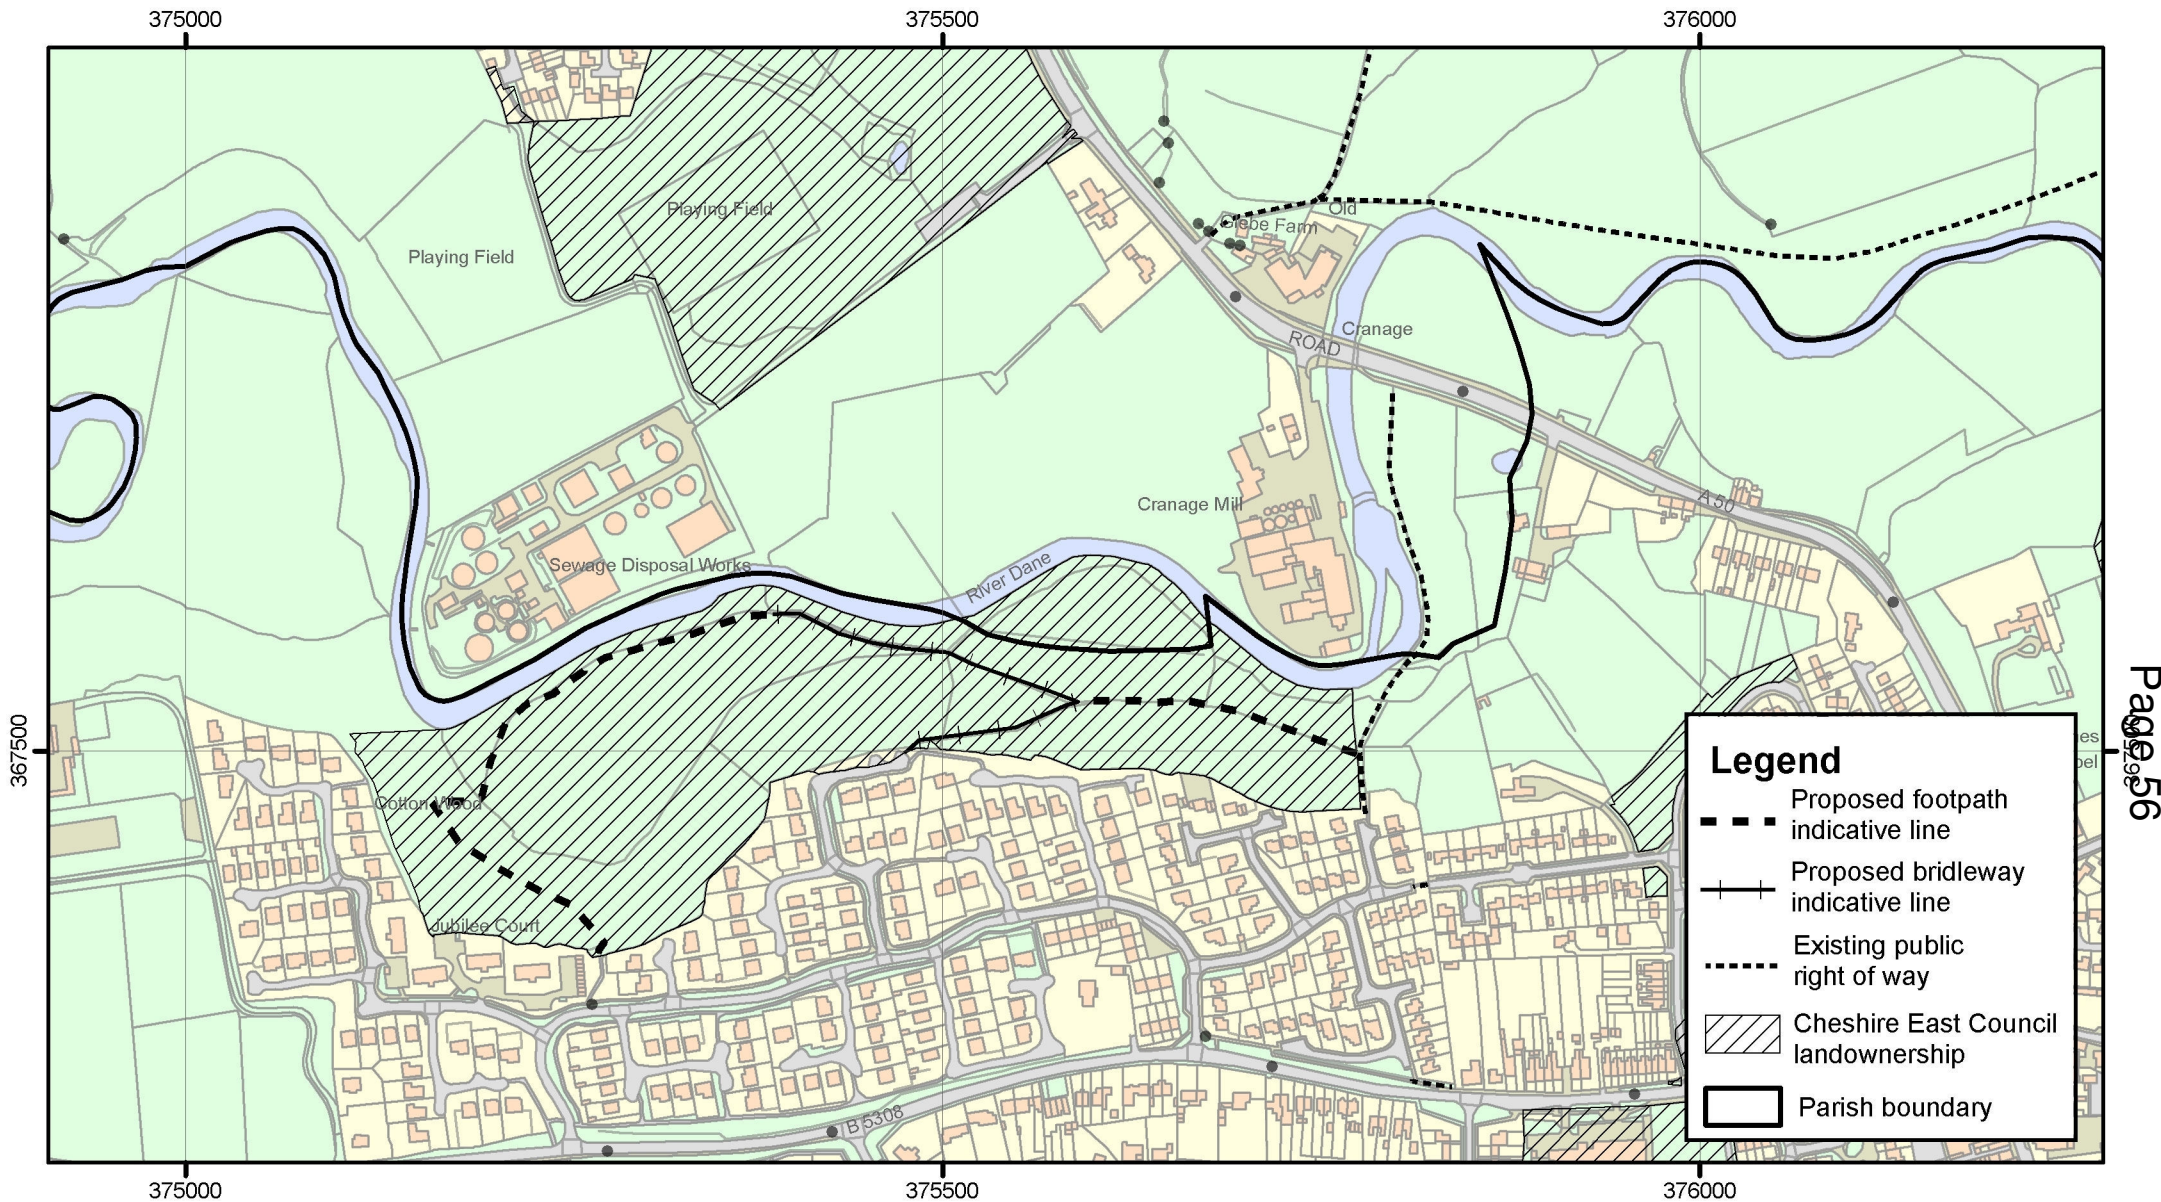 375000
375500
376000
Playing Field
Playing Field
Old
Glebe Farm
Cranage
ROAD
Cranage Mill
A 50
Sewage Disposal Works
River Dane
367500
Page 56
Cotton Wood
Jubilee Court
B 5308
Legend
Proposed footpath
indicative line
Proposed bridleway
indicative line
Existing public
right of way
Cheshire East Council
landownership
Parish boundary
375000
375500
376000